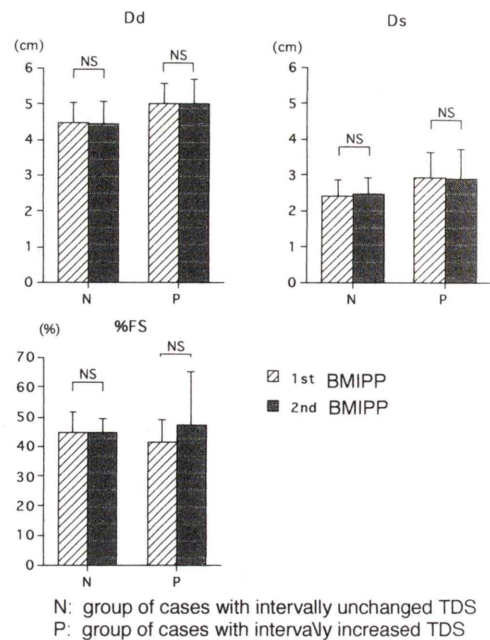 Dd
Ds
(cm)
(cm)
6
5
4
3
2
1
0
NS
NS
N
P
6
5
4
3
2
1
0
NS
NS
N
P
(%)
%FS
70
60
50
40
30
20
10
0
NS
NS
N
P
1st BMIPP
2nd BMIPP
N: group of cases with intervally unchanged TDS
P: group of cases with intervally increased TDS